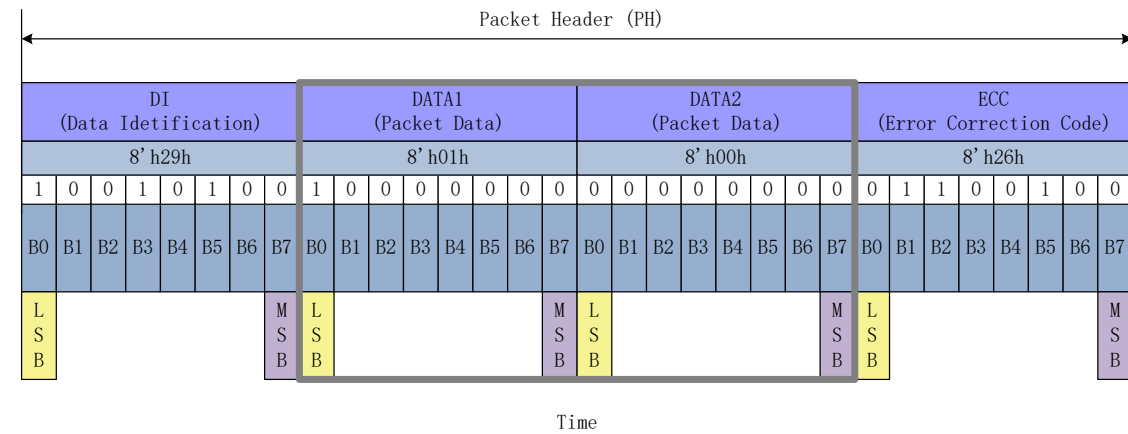 Packet Header (PH)
DI DATA1 DATA2 ECC
(Data Idetification) (Packet Data) (Packet Data) (Error Correction Code)
8'h29h 8'h01h 8'h00h 8'h26h
1 0 0 1 0 1 0 0 1 0 0 0 0 0 0 0 0 0 0 0 0 0 0 0 0 1 1 0 0 1 0 0
B0 B1 B2 B3 B4 B5 B6 B7 B0 B1 B2 B3 B4 B5 B6 B7 B0 B1 B2 B3 B4 B5 B6 B7 B0 B1 B2 B3 B4 B5 B6 B7
L M L M L M L M
S S S S S S S S
B B B B B B B B
Time